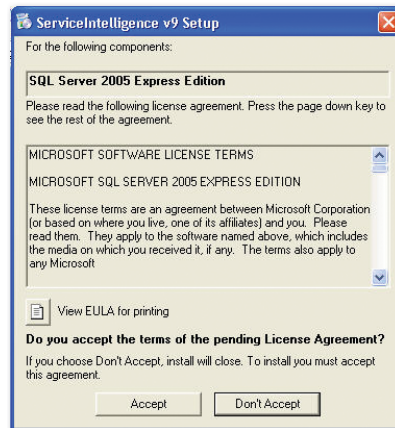 ServiceIntelligence v9 Setup
For the following components:
SQL Server 2005 Express Edition
Please read the following license agreement. Press the page down key to
see the rest of the agreement.
MICROSOFT SOFTWARE LICENSE TERMS
MICROSOFT SQL SERVER 2005 EXPRESS EDITION
These license terms are an agreement between Microsoft Corporation
(or based on where you live, one of its affiliates) and you. Please
read them. They apply to the software named above, which includes
the media on which you received it, if any. The terms also apply to
any Microsoft
View EULA for printing
Do you accept the terms of the pending License Agreement?
If you choose Don't Accept, install will close. To install you must accept
this agreement.
Accept Don't Accept